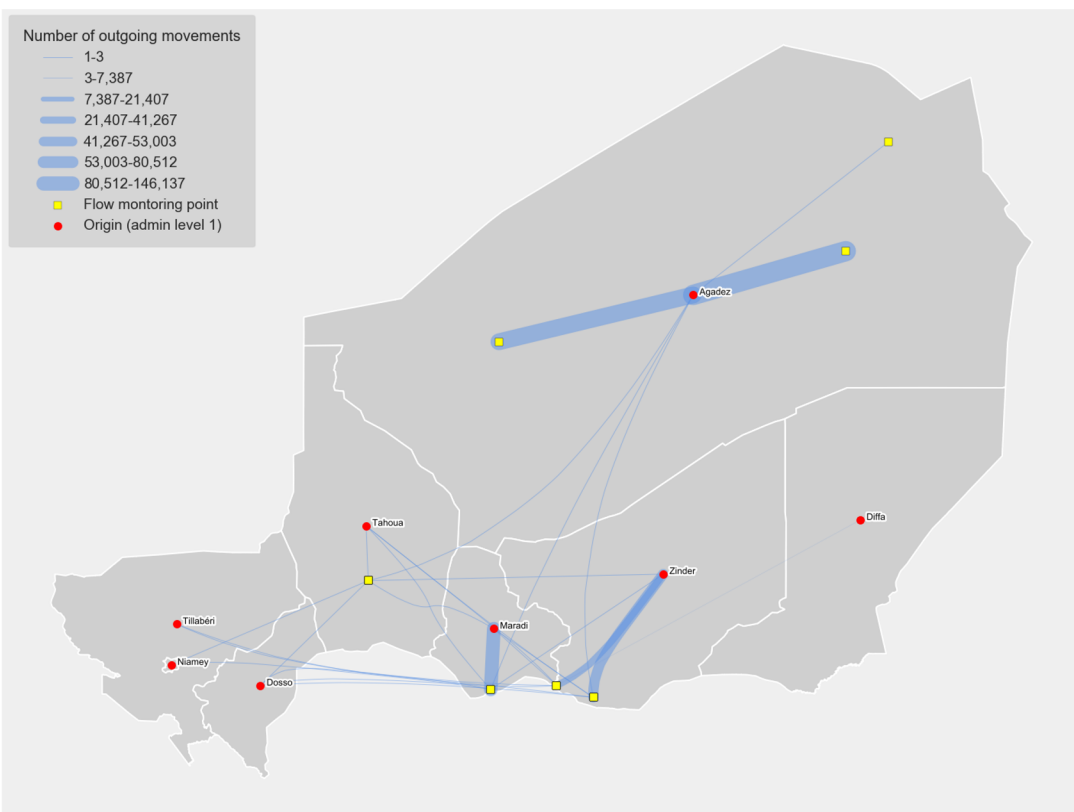 Number of outgoing movements
1-3
3-7,387
7,387-21,407
21,407-41,267
41,267-53,003
53,003-80,512
80,512-146,137
Flow montoring point
Origin (admin level 1)
Agadez
Diffa
Tahoua
Zinder
Tillabéri
Maradi
Niamey
Dosso